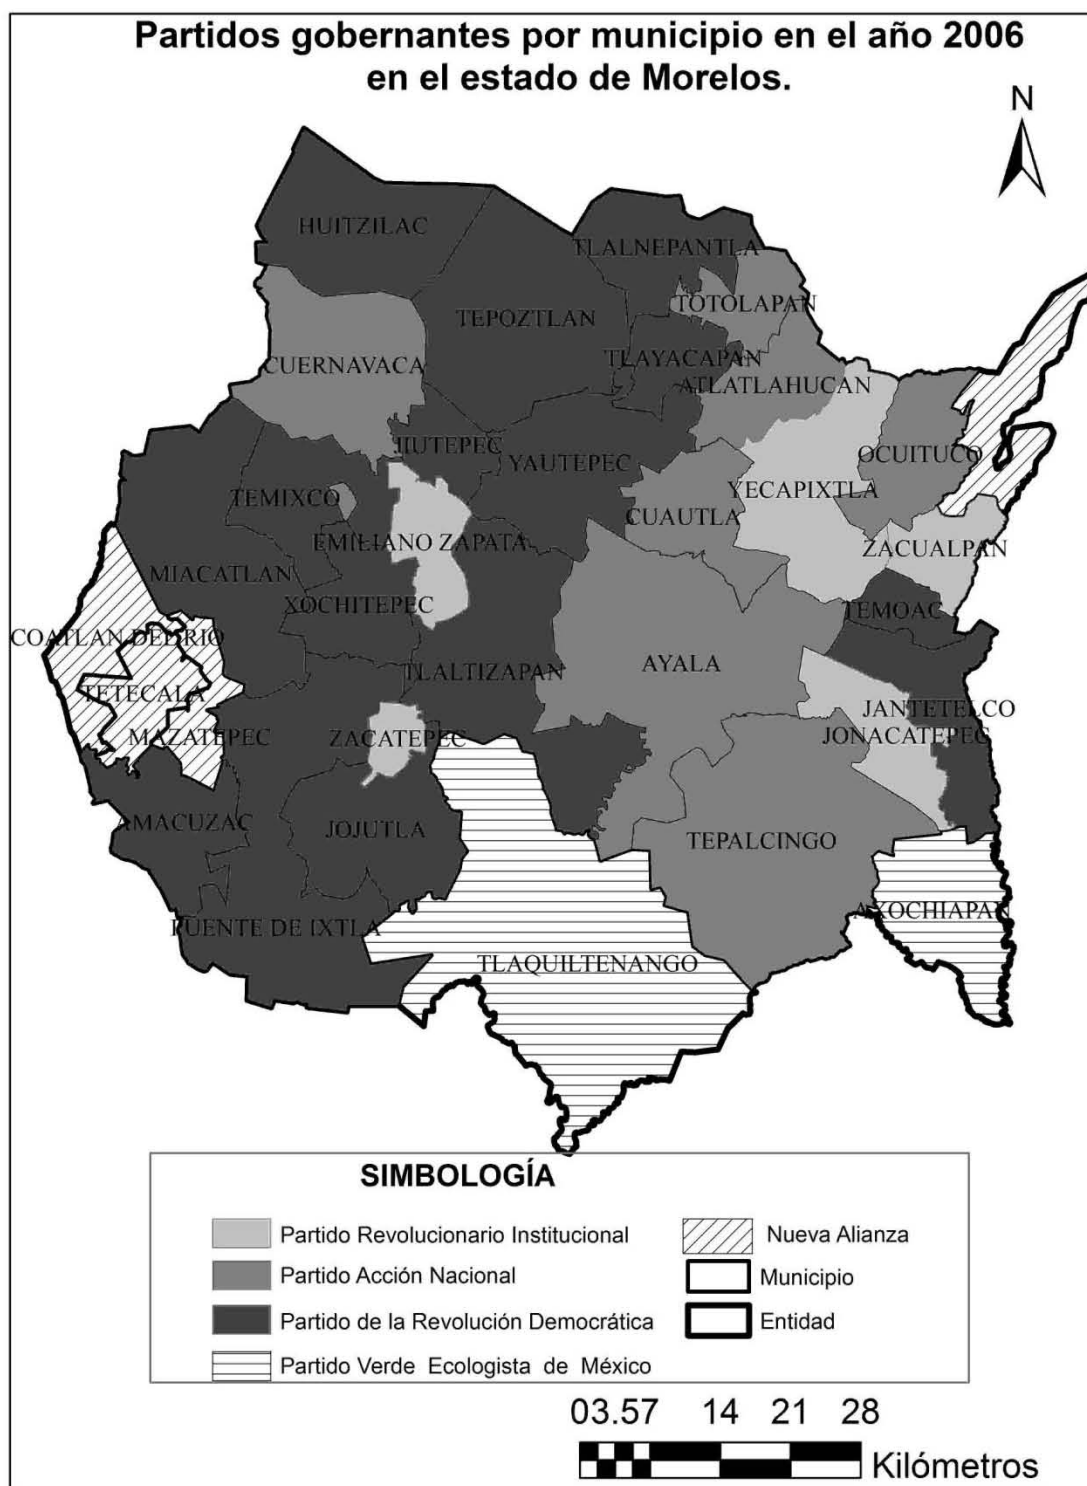 Partidos gobernantes por municipio en el año 2006
en el estado de Morelos.
N
HUITZILAC
TLALNEPANTLA
TOTOLAPAN
TEPOZTLAN
TLAYACAPAN
CUERNAVACA
ATLATLAHUCAN
JIUTEPEC
YAUTEPEC
OCUITUCO
YECAPIXTLA
TEMIXCO
CUAUTLA
EMILIANO ZAPATA
ZACUALPAN
MIACATLAN
XOCHITEPEC
TEMOAC
COATLAN DEL RIO
AYALA
TLALTIZAPAN
TETECALA
JANTETELCO
MAZATEPEC
ZACATEPEC
JONACATEPEC
AMACUZAC
JOJUTLA
TEPALCINGO
AXOCHIAPAN
PUENTE DE IXTLA
TLAQUILTENANGO
SIMBOLOGÍA
Partido Revolucionario Institucional
Nueva Alianza
Partido Acción Nacional
Municipio
Partido de la Revolución Democrática
Entidad
Partido Verde Ecologista de México
03.57 14 21 28
Kilómetros